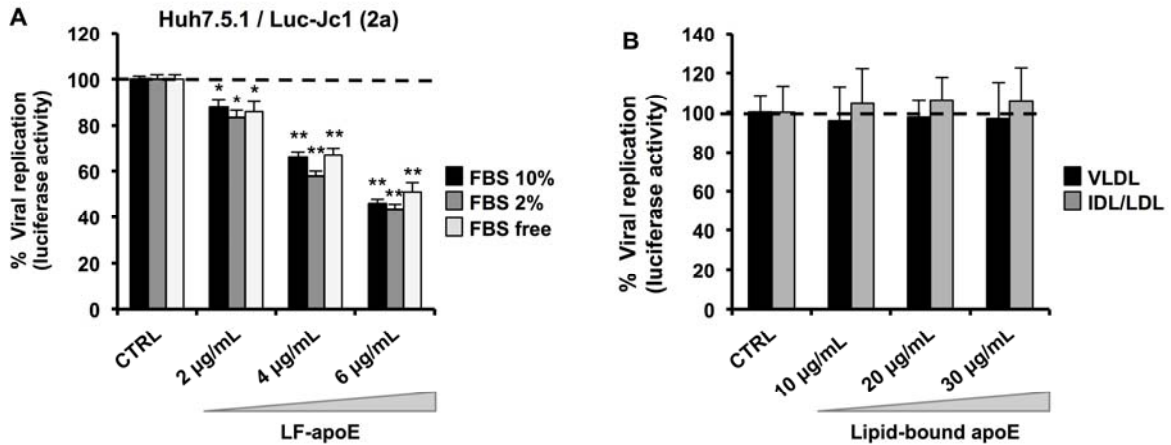 A
Huh7.5.1 / Luc-Jc1 (2a)
% Viral replication
(luciferase activity)
120
100
80
60
40
20
0
* * *
** ** **
** ** **
CTRL
2 µg/mL
4 µg/mL
6 µg/mL
LF-apoE
FBS 10%
FBS 2%
FBS free
B
% Viral replication
(luciferase activity)
140
120
100
80
60
40
20
0
CTRL
10 µg/mL
20 µg/mL
30 µg/mL
Lipid-bound apoE
VLDL
IDL/LDL